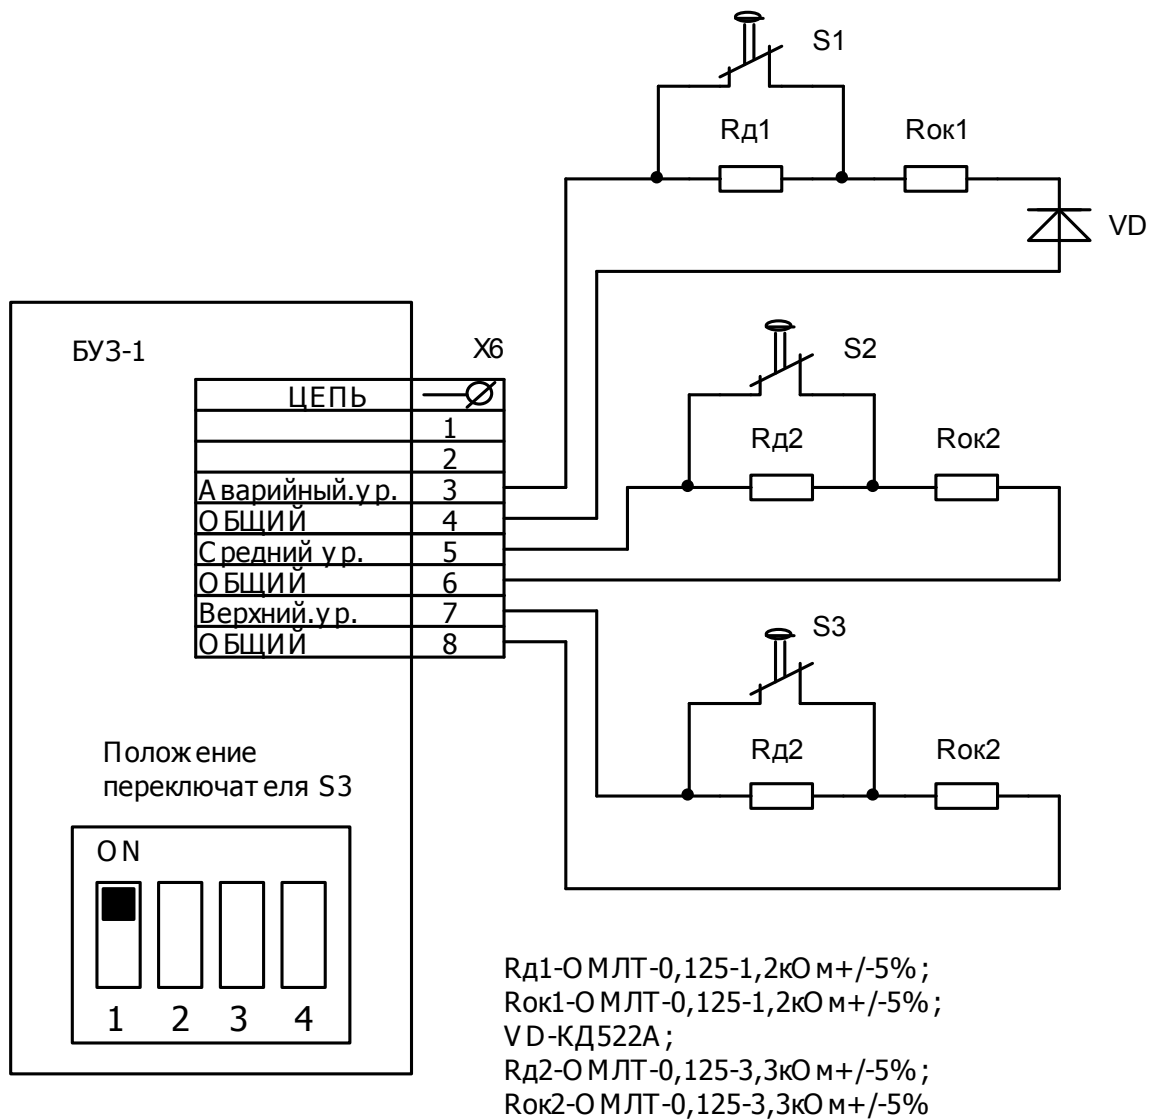 S1
Rд1
Rок1
VD
БУЗ-1
X6
S2
ЦЕПЬ
1
Rд2
Rок2
2
Аварийный.ур. 3
ОБЩИЙ 4
Средний ур. 5
ОБЩИЙ 6
Верхний.ур. 7
ОБЩИЙ 8
S3
Rд2
Rок2
Положение
переключателя S3
ON
1 2 3 4
Rд1-ОМЛТ-0,125-1,2кОм+/-5%;
Rок1-ОМЛТ-0,125-1,2кОм+/-5%;
VD-КД522А;
Rд2-ОМЛТ-0,125-3,3кОм+/-5%;
Rок2-ОМЛТ-0,125-3,3кОм+/-5%